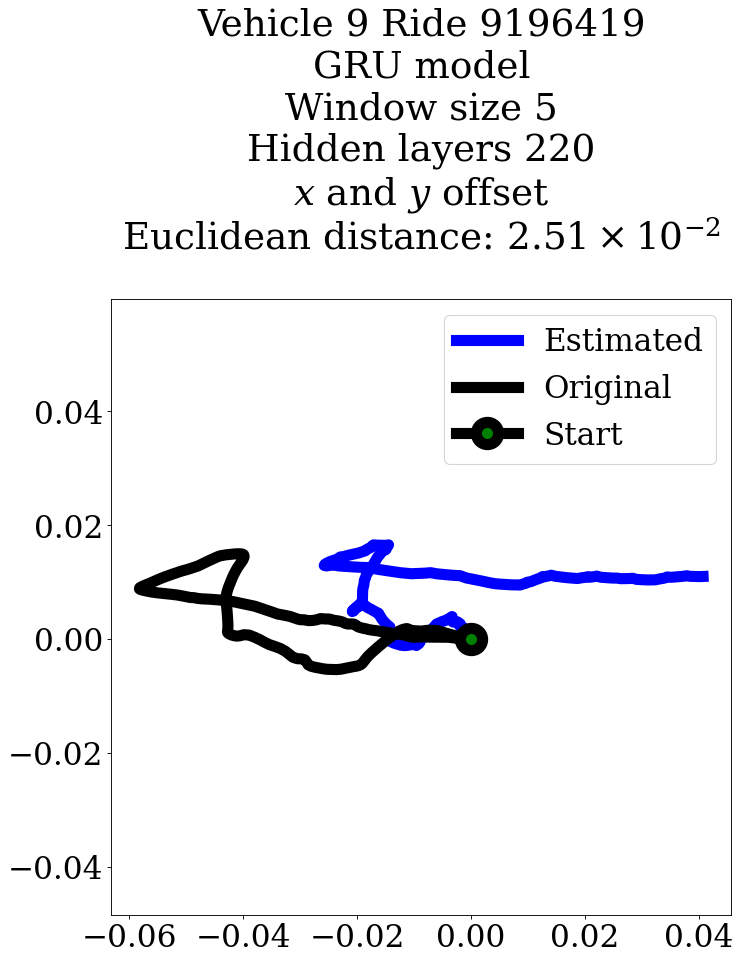 Vehicle 9 Ride 9196419
GRU model
Window size 5
Hidden layers 220
x and y offset
Euclidean distance: 2.51 × 10⁻²
Estimated
Original
Start
0.04
0.02
0.00
−0.02
−0.04
−0.06 −0.04 −0.02 0.00 0.02 0.04